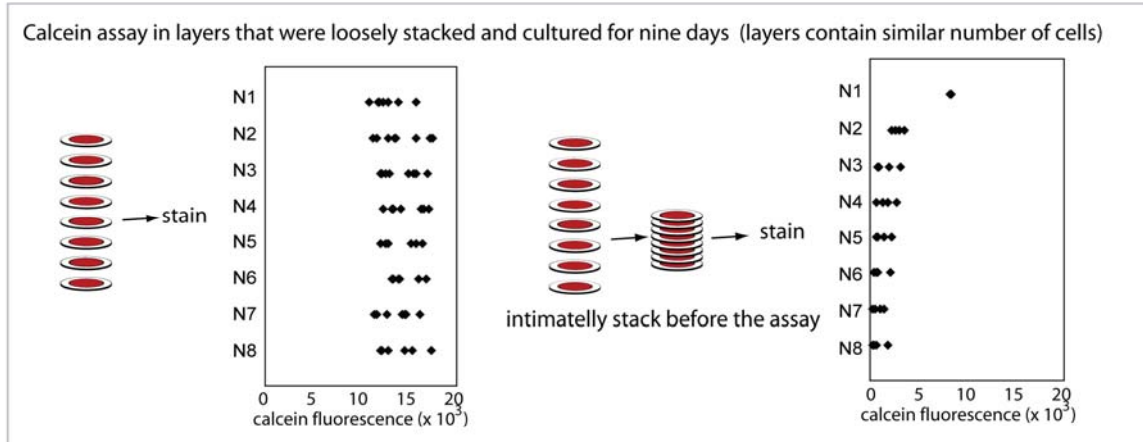 Calcein assay in layers that were loosely stacked and cultured for nine days (layers contain similar number of cells)
N1
N2
N3
N4
N5
N6
N7
N8
stain
0 5 10 15 20
calcein fluorescence (x 10³)
intimatelly stack before the assay
stain
N1
N2
N3
N4
N5
N6
N7
N8
0 5 10 15 20
calcein fluorescence (x 10³)